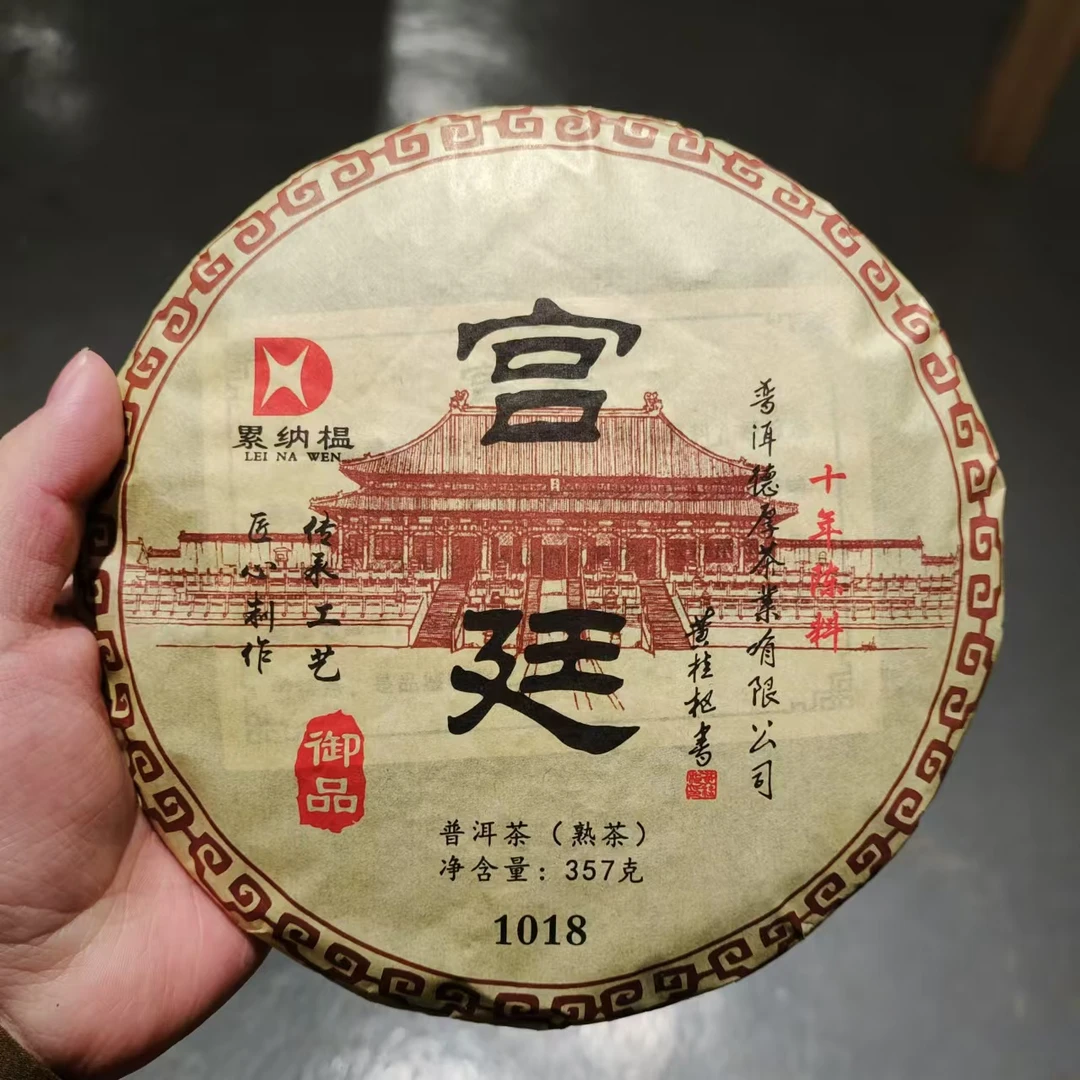 宫廷
累纳榅
LEI NA WEN
传承工艺
匠心制作
御品
十年陈料
普洱德厚茶业有限公司
黄桂枢书
普洱茶（熟茶）
净含量：357克
1018